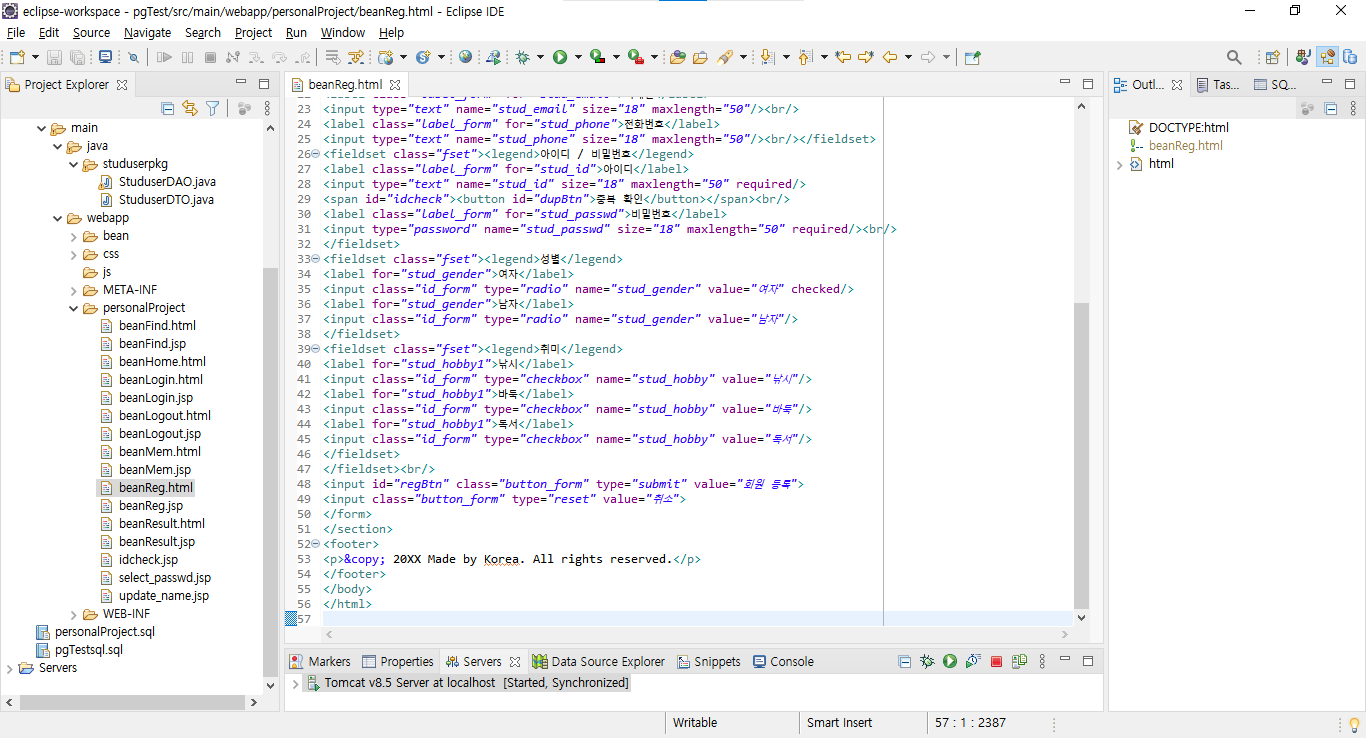 eclipse-workspace - pgTest/src/main/webapp/personalProject/beanReg.html - Eclipse IDE
File Edit Source Navigate Search Project Run Window Help
Project Explorer
main
java
studuserpkg
StuduserDAO.java
StuduserDTO.java
webapp
bean
css
js
META-INF
personalProject
beanFind.html
beanFind.jsp
beanHome.html
beanLogin.html
beanLogin.jsp
beanLogout.html
beanLogout.jsp
beanMem.html
beanMem.jsp
beanReg.html
beanReg.jsp
beanResult.html
beanResult.jsp
idcheck.jsp
select_passwd.jsp
update_name.jsp
WEB-INF
personalProject.sql
pgTestsql.sql
Servers
beanReg.html
23 <input type="text" name="stud_email" size="18" maxlength="50"/><br/>
24 <label class="label_form" for="stud_phone">전화번호</label>
25 <input type="text" name="stud_phone" size="18" maxlength="50"/><br/></fieldset>
26 <fieldset class="fset"><legend>아이디 / 비밀번호</legend>
27 <label class="label_form" for="stud_id">아이디</label>
28 <input type="text" name="stud_id" size="18" maxlength="50" required/>
29 <span id="idcheck"><button id="dupBtn">중복 확인</button></span><br/>
30 <label class="label_form" for="stud_passwd">비밀번호</label>
31 <input type="password" name="stud_passwd" size="18" maxlength="50" required/><br/>
32 </fieldset>
33 <fieldset class="fset"><legend>성별</legend>
34 <label for="stud_gender">여자</label>
35 <input class="id_form" type="radio" name="stud_gender" value="여자" checked/>
36 <label for="stud_gender">남자</label>
37 <input class="id_form" type="radio" name="stud_gender" value="남자"/>
38 </fieldset>
39 <fieldset class="fset"><legend>취미</legend>
40 <label for="stud_hobby1">낚시</label>
41 <input class="id_form" type="checkbox" name="stud_hobby" value="낚시"/>
42 <label for="stud_hobby1">바둑</label>
43 <input class="id_form" type="checkbox" name="stud_hobby" value="바둑"/>
44 <label for="stud_hobby1">독서</label>
45 <input class="id_form" type="checkbox" name="stud_hobby" value="독서"/>
46 </fieldset>
47 </fieldset><br/>
48 <input id="regBtn" class="button_form" type="submit" value="회원 등록">
49 <input class="button_form" type="reset" value="취소">
50 </form>
51 </section>
52 <footer>
53 <p>&copy; 20XX Made by Korea. All rights reserved.</p>
54 </footer>
55 </body>
56 </html>
57
Markers Properties Servers Data Source Explorer Snippets Console
Tomcat v8.5 Server at localhost [Started, Synchronized]
Outl... Tas... SQ...
DOCTYPE:html
beanReg.html
html
Writable Smart Insert 57 : 1 : 2387